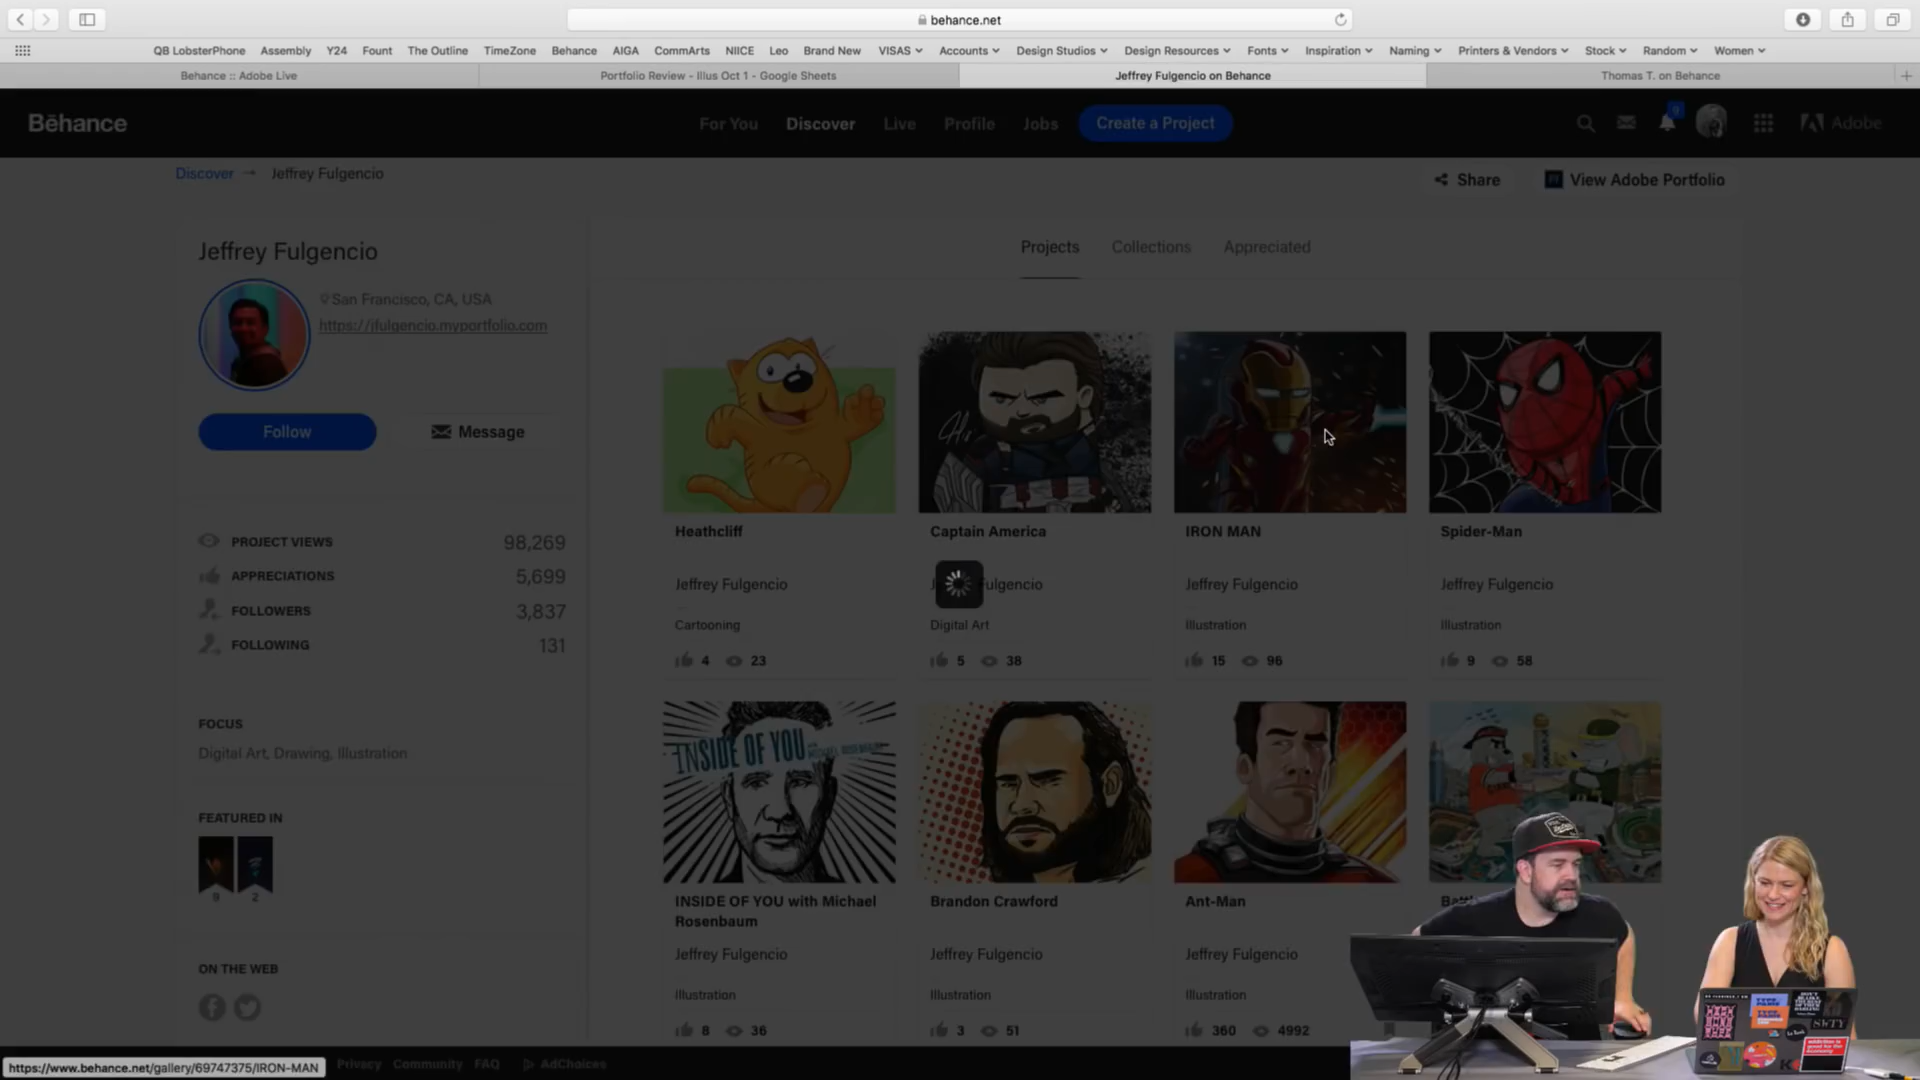 behance.net
QB LobsterPhone Assembly Y24 Fount The Outline TimeZone Behance AIGA CommArts NIICE Leo Brand New VISAS Accounts Design Studios Design Resources Fonts Inspiration Naming Printers & Vendors Stock Random Women
Behance :: Adobe Live
Portfolio Review - Illus Oct 1 - Google Sheets
Jeffrey Fulgencio on Behance
Thomas T. on Behance
Bēhance
For You Discover Live Profile Jobs Create a Project
9
Adobe
Discover → Jeffrey Fulgencio
Share
View Adobe Portfolio
Jeffrey Fulgencio
San Francisco, CA, USA
https://jfulgencio.myportfolio.com
Follow
Message
PROJECT VIEWS 98,269
APPRECIATIONS 5,699
FOLLOWERS 3,837
FOLLOWING 131
FOCUS
Digital Art, Drawing, Illustration
FEATURED IN
9 2
ON THE WEB
Projects Collections Appreciated
Heathcliff
Jeffrey Fulgencio
Cartooning
4 23
Captain America
Fulgencio
Digital Art
5 38
IRON MAN
Jeffrey Fulgencio
Illustration
15 96
Spider-Man
Jeffrey Fulgencio
Illustration
9 58
INSIDE OF YOU
WITH MICHAEL ROSENBAUM
INSIDE OF YOU with Michael
Rosenbaum
Jeffrey Fulgencio
Illustration
8 36
Brandon Crawford
Jeffrey Fulgencio
Illustration
3 51
Ant-Man
Jeffrey Fulgencio
Illustration
360 4992
https://www.behance.net/gallery/69747375/IRON-MAN
Privacy Community FAQ AdChoices